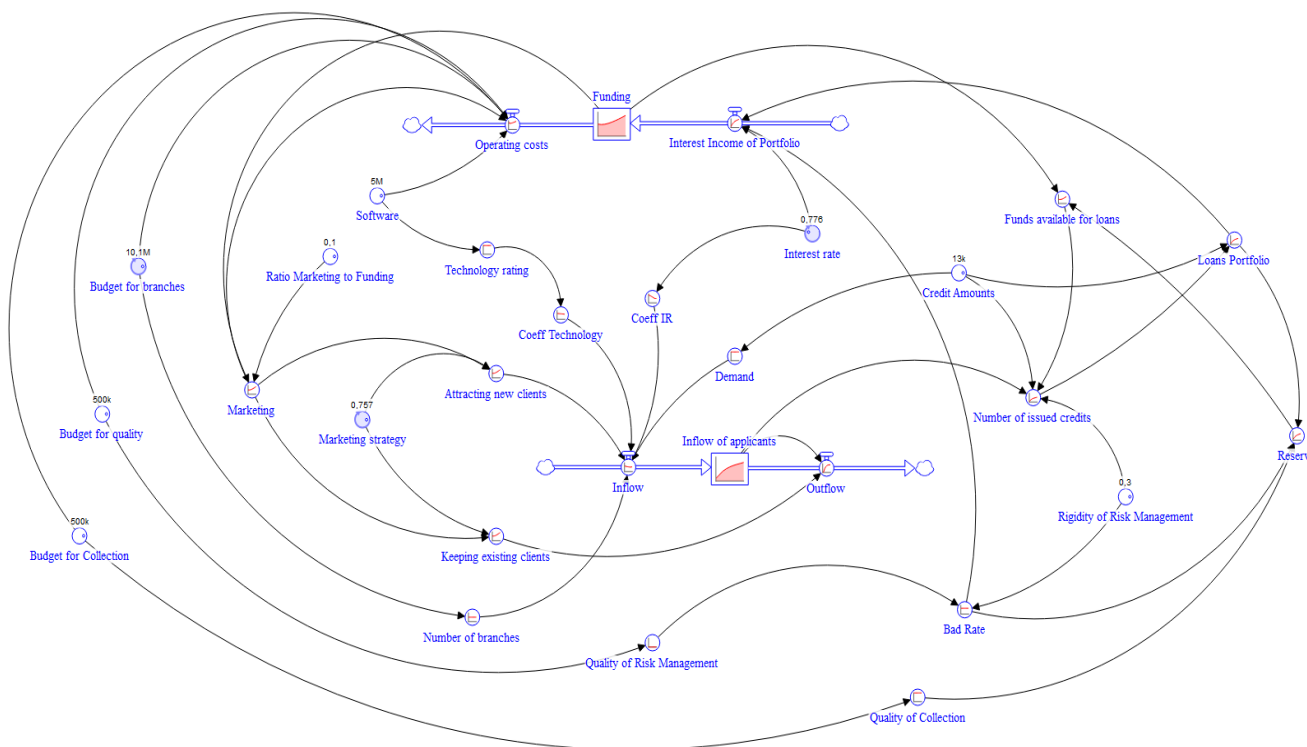 Funding
Operating costs
Interest Income of Portfolio
5M
Software
0,776
Interest rate
Funds available for loans
10,1M
Budget for branches
0,1
Ratio Marketing to Funding
Technology rating
Loans Portfolio
13k
Credit Amounts
Coeff IR
Coeff Technology
Demand
Attracting new clients
Marketing
Number of issued credits
500k
Budget for quality
0,757
Marketing strategy
Inflow of applicants
Inflow
Outflow
Reserv
0,3
Rigidity of Risk Management
500k
Budget for Collection
Keeping existing clients
Number of branches
Bad Rate
Quality of Risk Management
Quality of Collection